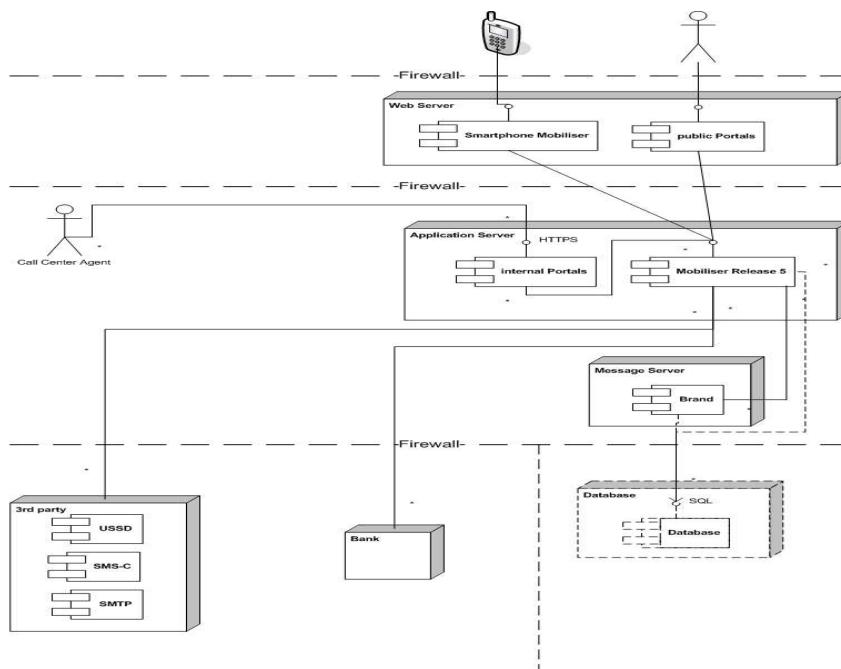 -Firewall-
Web Server
Smartphone Mobiliser
public Portals
-Firewall-
Application Server
HTTPS
Call Center Agent
internal Portals
Mobiliser Release 5
Message Server
Brand
-Firewall-
3rd party
USSD
SMS-C
SMTP
Bank
Database
SQL
Database